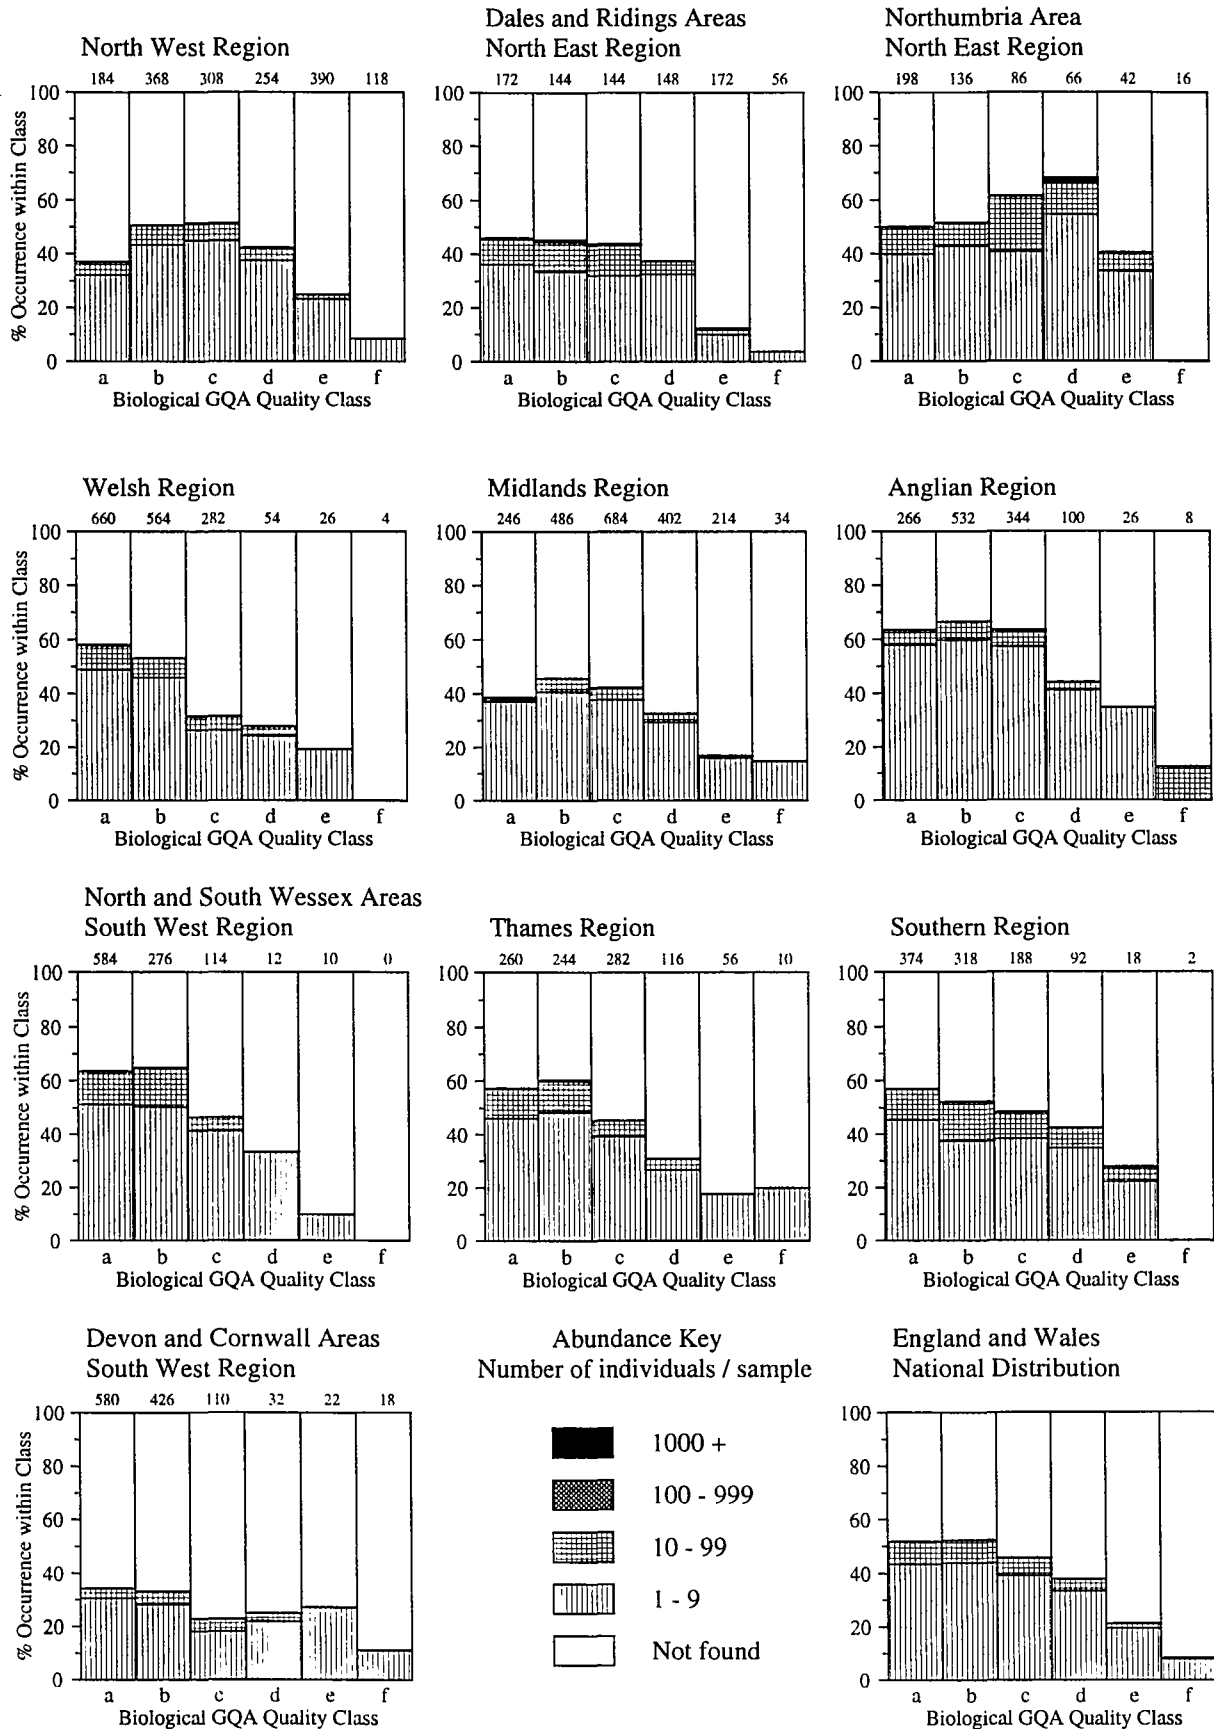 Dales and Ridings Areas
Northumbria Area
North West Region
North East Region
North East Region
184 368 308 254 390 118
172 144 144 148 172 56
198 136 86 66 42 16
% Occurrence within Class
100
80
60
40
20
0
100
80
60
40
20
0
100
80
60
40
20
0
a b c d e f
a b c d e f
a b c d e f
Biological GQA Quality Class
Biological GQA Quality Class
Biological GQA Quality Class
Welsh Region
Midlands Region
Anglian Region
660 564 282 54 26 4
246 486 684 402 214 34
266 532 344 100 26 8
% Occurrence within Class
100
80
60
40
20
0
100
80
60
40
20
0
100
80
60
40
20
0
a b c d e f
a b c d e f
a b c d e f
Biological GQA Quality Class
Biological GQA Quality Class
Biological GQA Quality Class
North and South Wessex Areas
South West Region
Thames Region
Southern Region
584 276 114 12 10 0
260 244 282 116 56 10
374 318 188 92 18 2
% Occurrence within Class
100
80
60
40
20
0
100
80
60
40
20
0
100
80
60
40
20
0
a b c d e f
a b c d e f
a b c d e f
Biological GQA Quality Class
Biological GQA Quality Class
Biological GQA Quality Class
Devon and Cornwall Areas
South West Region
580 426 110 32 22 18
% Occurrence within Class
100
80
60
40
20
0
a b c d e f
Biological GQA Quality Class
Abundance Key
Number of individuals / sample
1000 +
100 - 999
10 - 99
1 - 9
Not found
England and Wales
National Distribution
100
80
60
40
20
0
a b c d e f
Biological GQA Quality Class